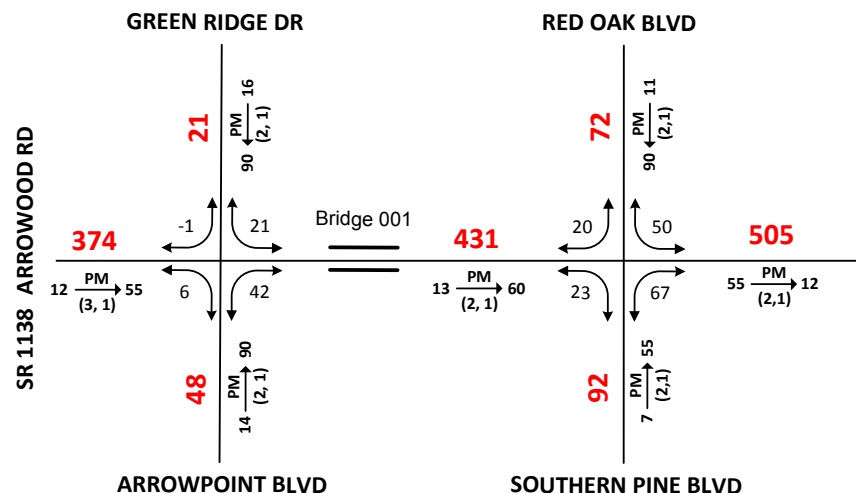 GREEN RIDGE DR
RED OAK BLVD
SR 1138 ARROWOOD RD
21
16
PM
(2, 1)
90
72
11
PM
(2,1)
90
-1
21
Bridge 001
20
50
374
431
505
12
PM
55
(3, 1)
6
42
13
PM
60
(2, 1)
23
67
55
PM
12
(2,1)
48
90
PM
(2, 1)
14
92
55
PM
(2,1)
7
ARROWPOINT BLVD
SOUTHERN PINE BLVD